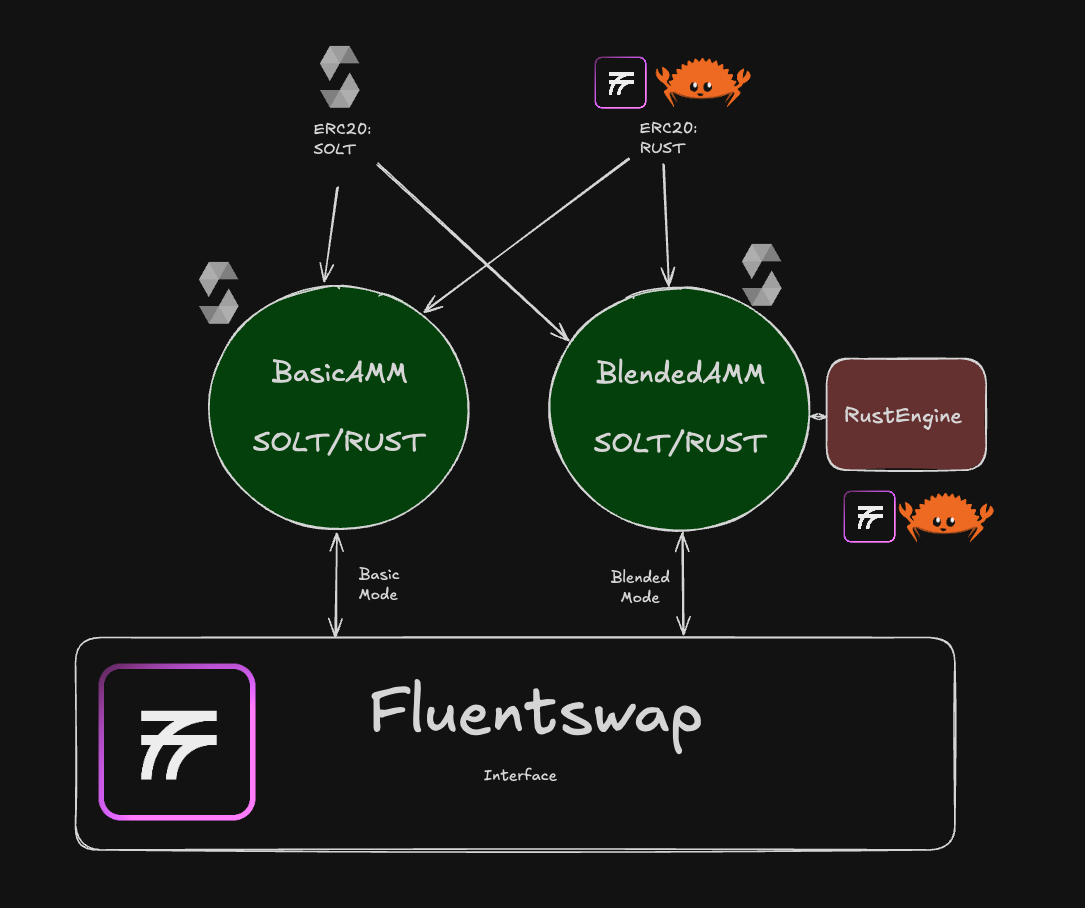 ERC20:
SOLT
ERC20:
RUST
BasicAMM
SOLT/RUST
BlendedAMM
SOLT/RUST
RustEngine
Basic
Mode
Blended
Mode
Fluentswap
Interface